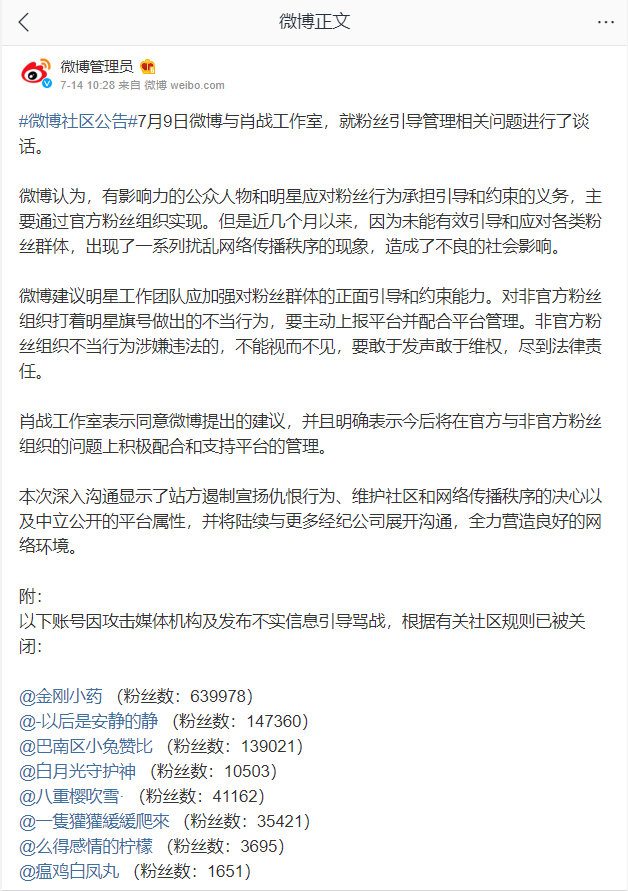 微博正文
微博管理员
7-14 10:28 来自 微博 weibo.com
#微博社区公告#7月9日微博与肖战工作室，就粉丝引导管理相关问题进行了谈
话。
微博认为，有影响力的公众人物和明星应对粉丝行为承担引导和约束的义务，主
要通过官方粉丝组织实现。但是近几个月以来，因为未能有效引导和应对各类粉
丝群体，出现了一系列扰乱网络传播秩序的现象，造成了不良的社会影响。
微博建议明星工作团队应加强对粉丝群体的正面引导和约束能力。对非官方粉丝
组织打着明星旗号做出的不当行为，要主动上报平台并配合平台管理。非官方粉
丝组织不当行为涉嫌违法的，不能视而不见，要敢于发声敢于维权，尽到法律责
任。
肖战工作室表示同意微博提出的建议，并且明确表示今后将在官方与非官方粉丝
组织的问题上积极配合和支持平台的管理。
本次深入沟通显示了站方遏制宣扬仇恨行为、维护社区和网络传播秩序的决心以
及中立公开的平台属性，并将陆续与更多经纪公司展开沟通，全力营造良好的网
络环境。
附：
以下账号因攻击媒体机构及发布不实信息引导骂战，根据有关社区规则已被关
闭：
@金刚小药 （粉丝数：639978）
@-以后是安静的静 （粉丝数：147360）
@巴南区小兔赞比 （粉丝数：139021）
@白月光守护神 （粉丝数：10503）
@八重樱吹雪· （粉丝数：41162）
@一隻獾獾緩緩爬來 （粉丝数：35421）
@么得感情的柠檬 （粉丝数：3695）
@瘟鸡白凤丸 （粉丝数：1651）